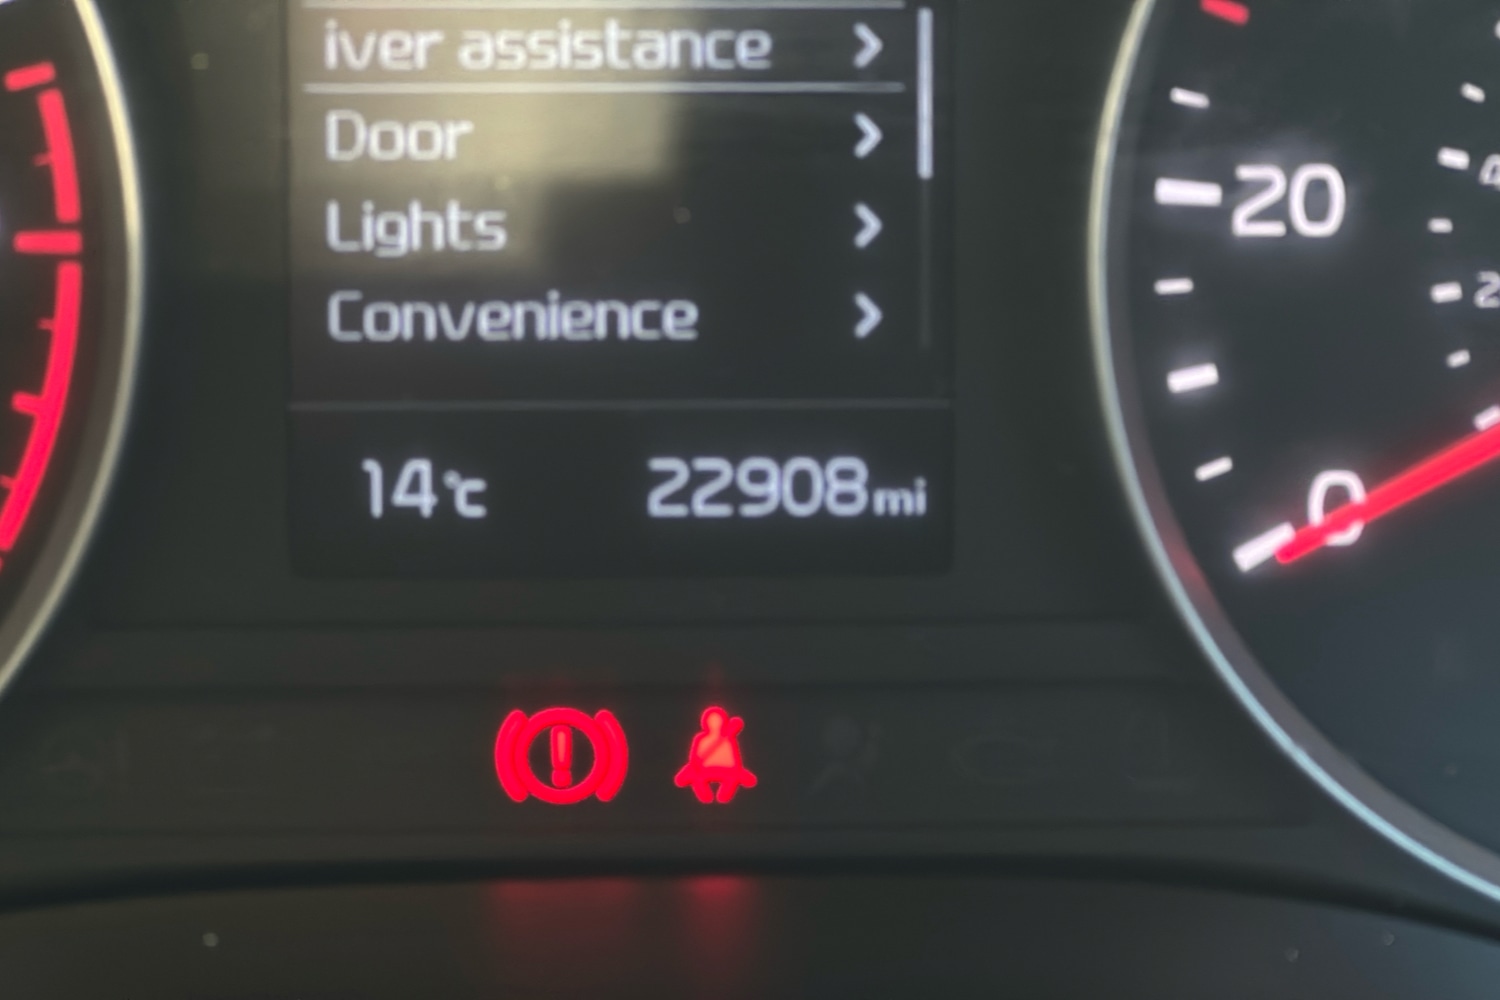 iver assistance
Door
Lights
Convenience
14°C
22908mi
20
0